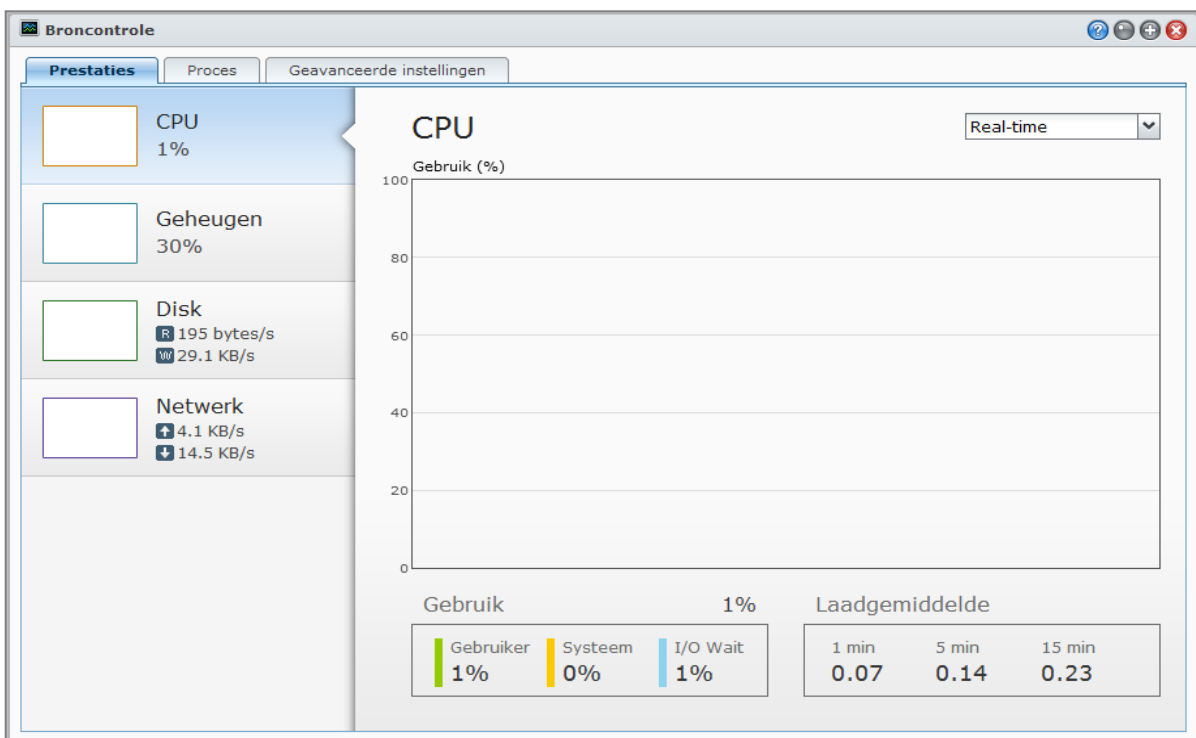 Broncontrole
Prestaties Proces Geavanceerde instellingen
CPU
1%
Geheugen
30%
Disk
R 195 bytes/s
W 29.1 KB/s
Netwerk
4.1 KB/s
14.5 KB/s
CPU Real-time
Gebruik (%)
100
80
60
40
20
0
Gebruik 1% Laadgemiddelde
Gebruiker Systeem I/O Wait 1 min 5 min 15 min
1% 0% 1% 0.07 0.14 0.23